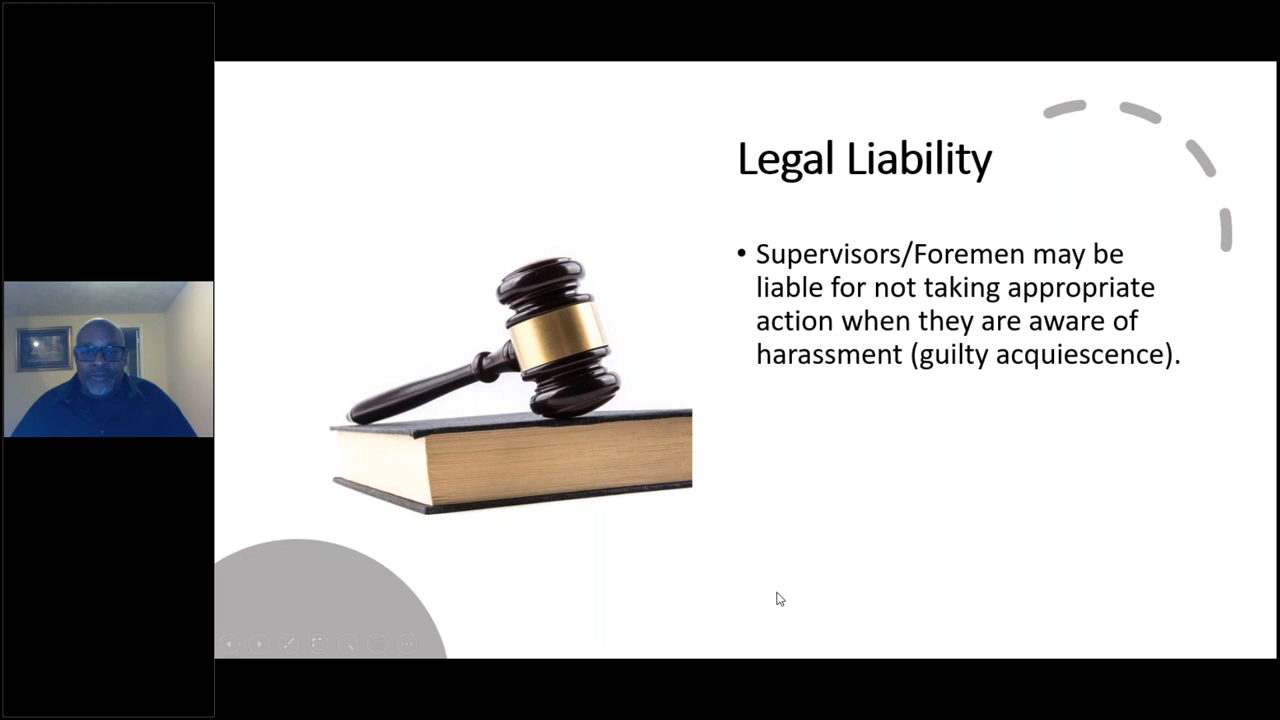 Legal Liability
• Supervisors/Foremen may be
liable for not taking appropriate
action when they are aware of
harassment (guilty acquiescence).